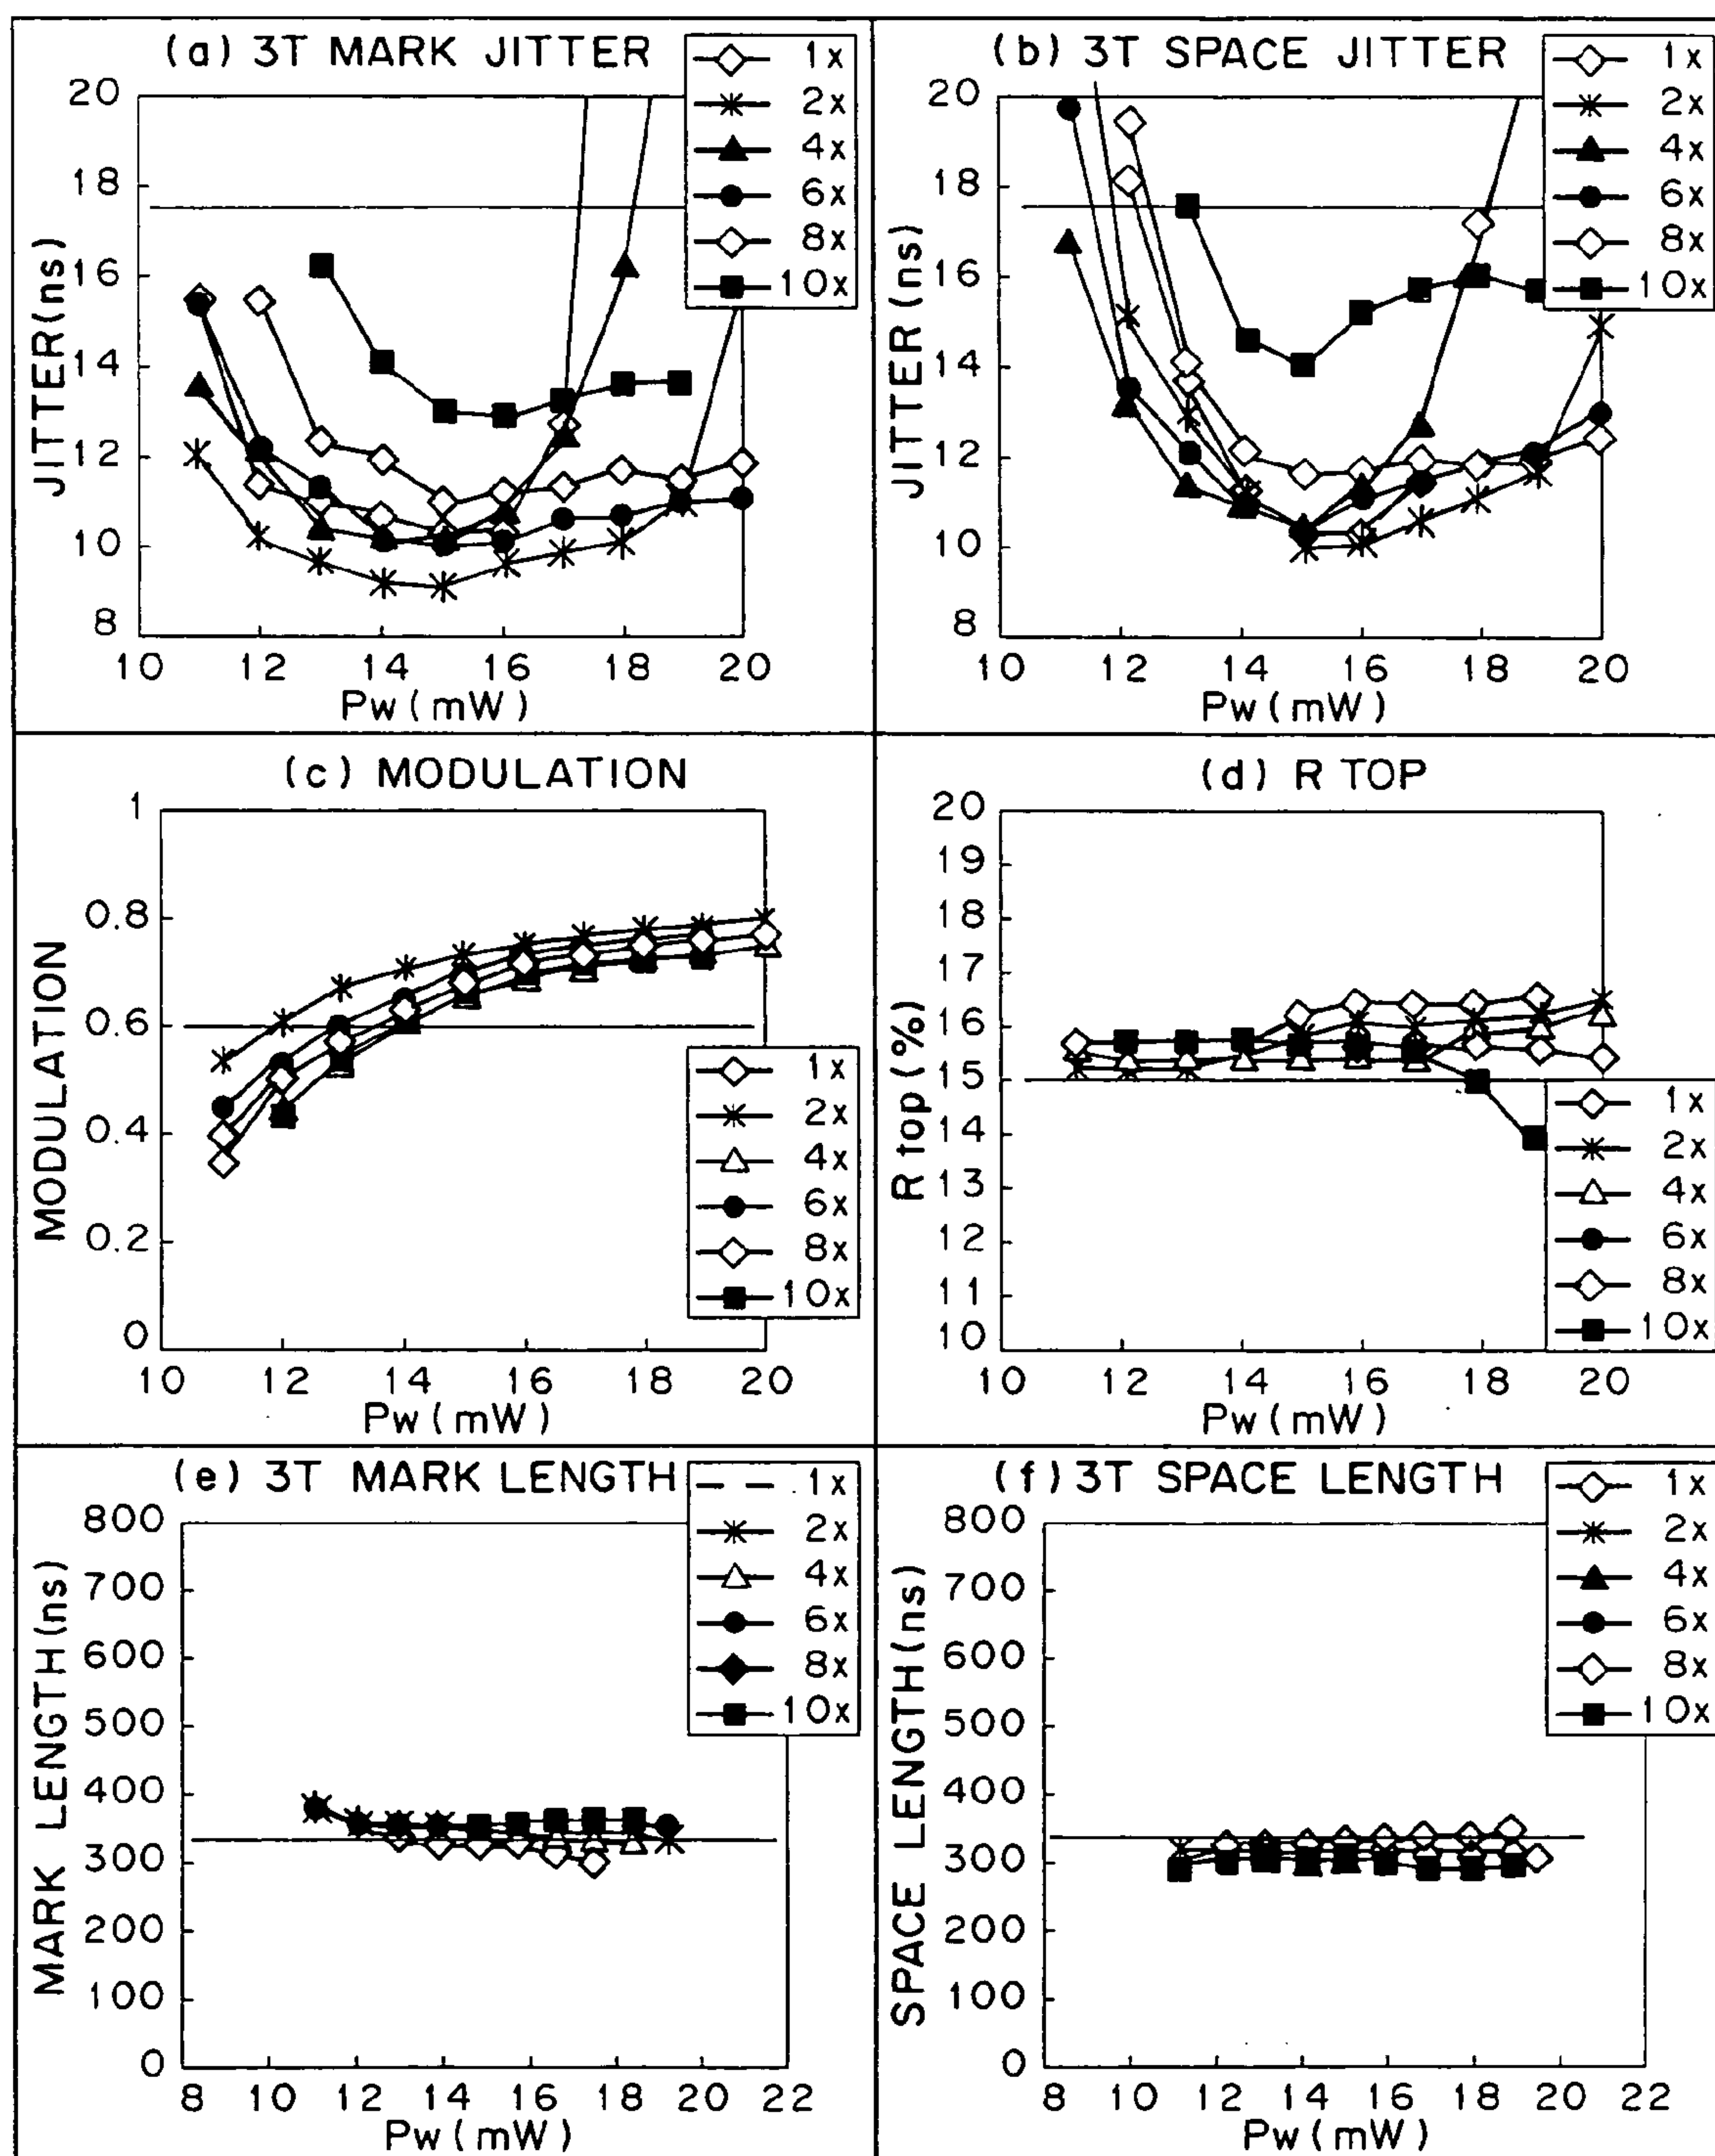 (a) 3T MARK JITTER
1x
2x
4x
6x
8x
10x
JITTER(ns)
20
18
16
14
12
10
8
10 12 14 16 18 20
Pw(mW)
(b) 3T SPACE JITTER
1x
2x
4x
6x
8x
10x
JITTER(ns)
20
18
16
14
12
10
8
10 12 14 16 18 20
Pw(mW)
(c) MODULATION
MODULATION
1
0.8
0.6
0.4
0.2
0
1x
2x
4x
6x
8x
10x
10 12 14 16 18 20
Pw(mW)
(d) R TOP
R top(%)
20
19
18
17
16
15
14
13
12
11
10
1x
2x
4x
6x
8x
10x
10 12 14 16 18 20
Pw(mW)
(e) 3T MARK LENGTH
1x
2x
4x
6x
8x
10x
MARK LENGTH(ns)
800
700
600
500
400
300
200
100
0
8 10 12 14 16 18 20 22
Pw(mW)
(f) 3T SPACE LENGTH
1x
2x
4x
6x
8x
10x
SPACE LENGTH(ns)
800
700
600
500
400
300
200
100
0
8 10 12 14 16 18 20 22
Pw(mW)